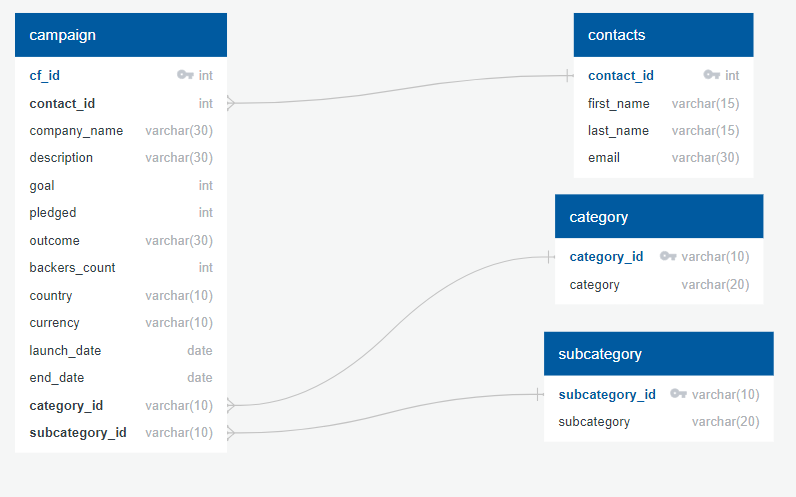 campaign
cf_id int
contact_id int
company_name varchar(30)
description varchar(30)
goal int
pledged int
outcome varchar(30)
backers_count int
country varchar(10)
currency varchar(10)
launch_date date
end_date date
category_id varchar(10)
subcategory_id varchar(10)
contacts
contact_id int
first_name varchar(15)
last_name varchar(15)
email varchar(30)
category
category_id varchar(10)
category varchar(20)
subcategory
subcategory_id varchar(10)
subcategory varchar(20)